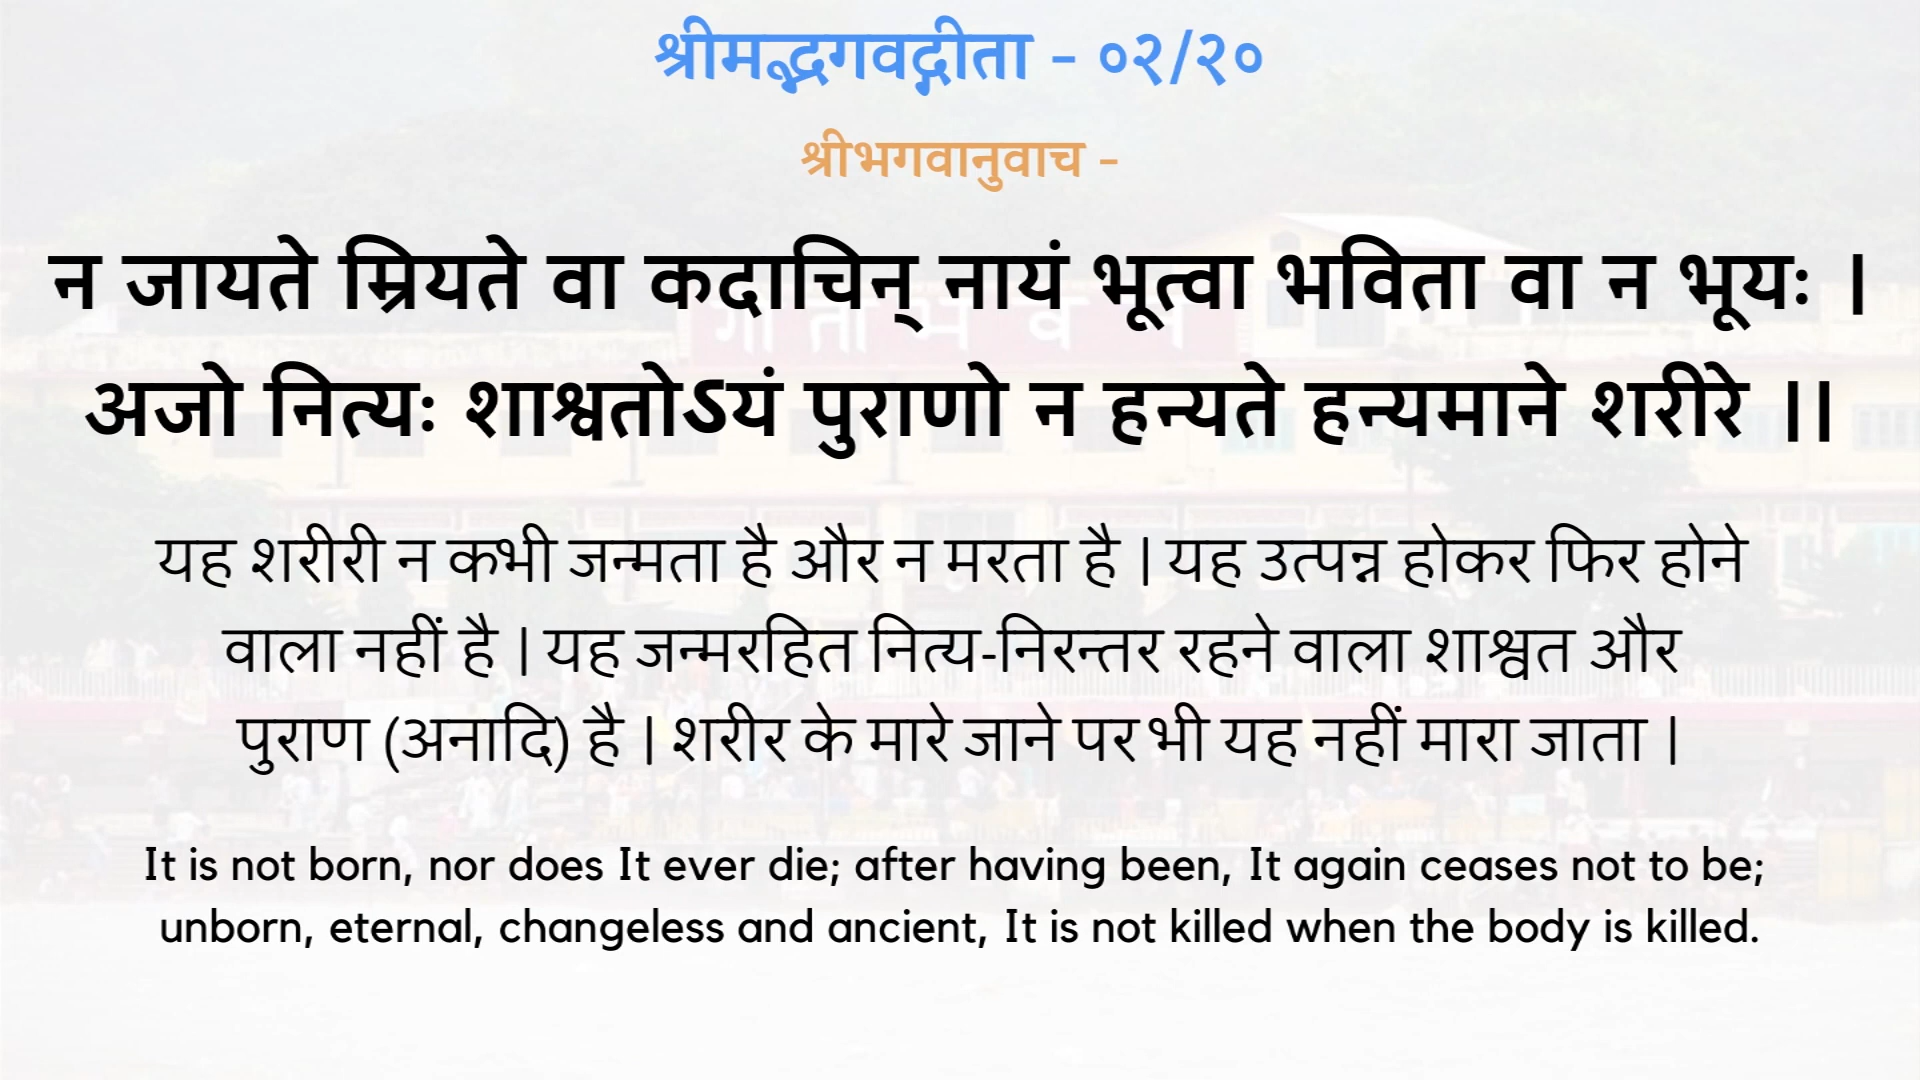 श्रीमद्भगवद्गीता - ०२/२०
श्रीभगवानुवाच -
न जायते म्रियते वा कदाचिन् नायं भूत्वा भविता वा न भूयः ।
गीता भवन
अजो नित्यः शाश्वतोऽयं पुराणो न हन्यते हन्यमाने शरीरे ।।
यह शरीरी न कभी जन्मता है और न मरता है | यह उत्पन्न होकर फिर होने
वाला नहीं है | यह जन्मरहित नित्य-निरन्तर रहने वाला शाश्वत और
पुराण (अनादि) है | शरीर के मारे जाने पर भी यह नहीं मारा जाता |
It is not born, nor does It ever die; after having been, It again ceases not to be;
unborn, eternal, changeless and ancient, It is not killed when the body is killed.